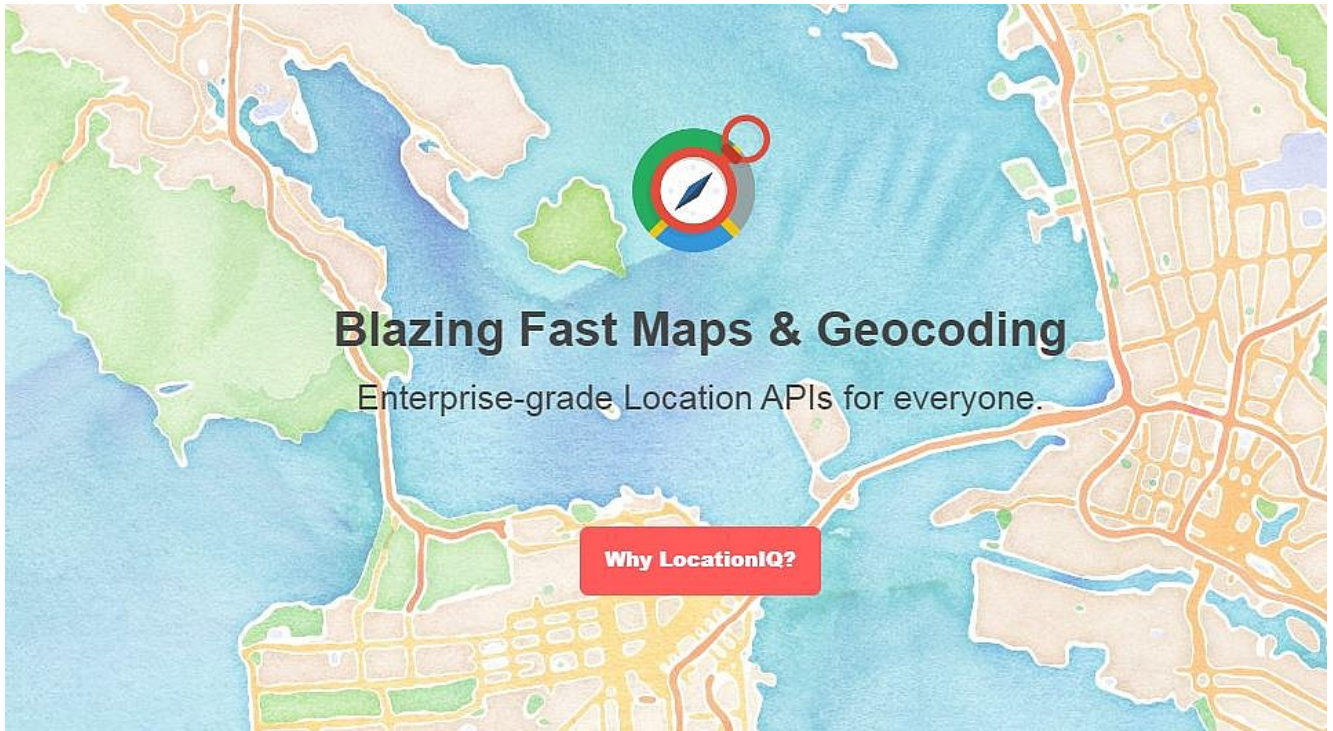 Blazing Fast Maps & Geocoding
Enterprise-grade Location APIs for everyone.
Why LocationIQ?